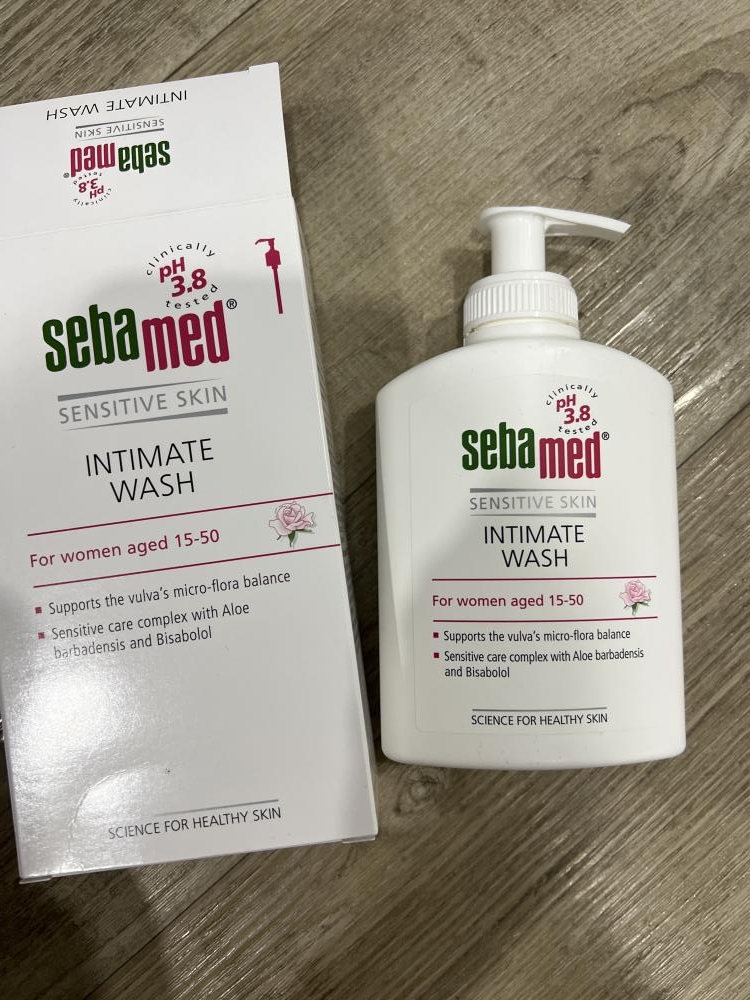 INTIMATE WASH
SENSITIVE SKIN
sebamed®
clinically
pH
3.8
tested
clinically
pH
3.8
tested
sebamed®
SENSITIVE SKIN
INTIMATE
WASH
For women aged 15-50
Supports the vulva's micro-flora balance
Sensitive care complex with Aloe
barbadensis and Bisabolol
SCIENCE FOR HEALTHY SKIN
clinically
pH
3.8
tested
sebamed®
SENSITIVE SKIN
INTIMATE
WASH
For women aged 15-50
Supports the vulva's micro-flora balance
Sensitive care complex with Aloe barbadensis
and Bisabolol
SCIENCE FOR HEALTHY SKIN